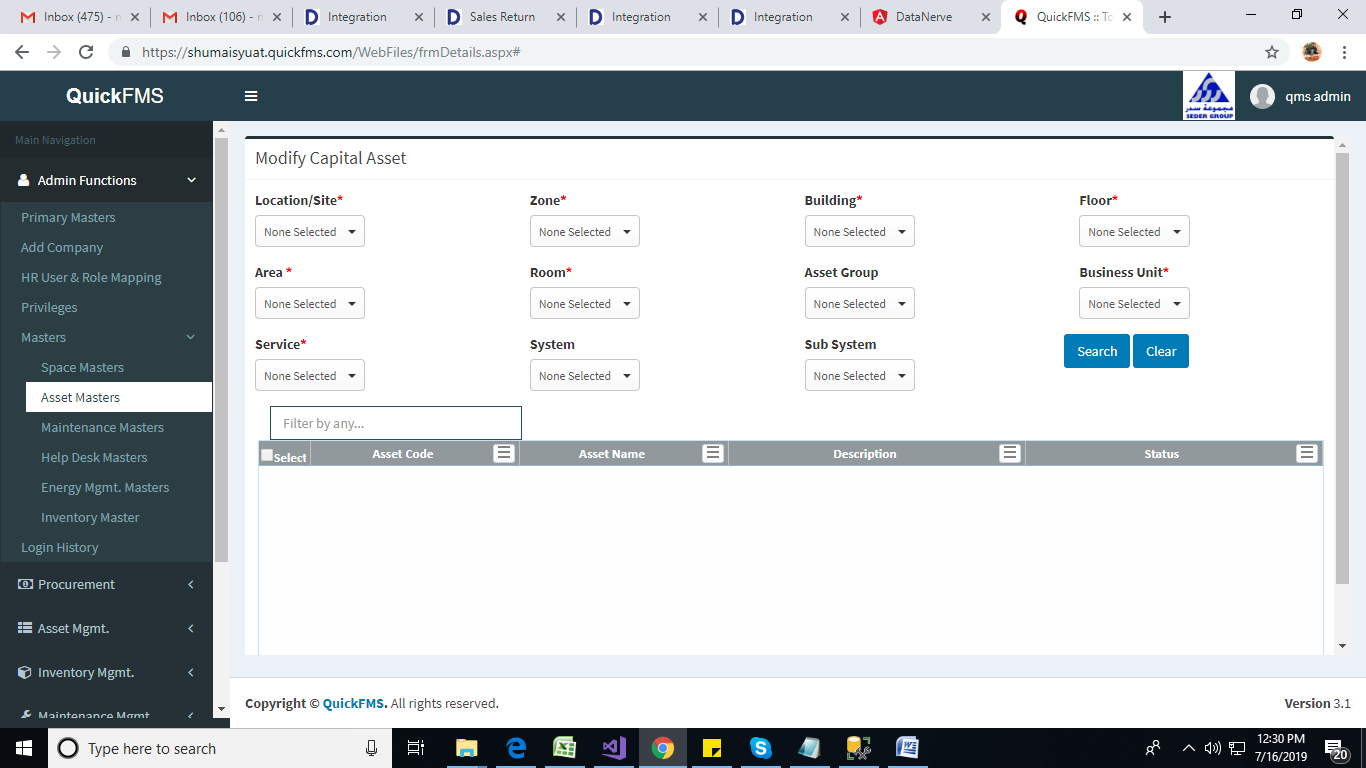 Inbox (475) - n
Inbox (106) - n
Integration
Sales Return
Integration
Integration
DataNerve
QuickFMS :: To
https://shumaisyuat.quickfms.com/WebFiles/frmDetails.aspx#
QuickFMS
SEDER GROUP
qms admin
Main Navigation
Admin Functions
Primary Masters
Add Company
HR User & Role Mapping
Privileges
Masters
Space Masters
Asset Masters
Maintenance Masters
Help Desk Masters
Energy Mgmt. Masters
Inventory Master
Login History
Procurement
Asset Mgmt.
Inventory Mgmt.
Maintenance Mgmt.
Modify Capital Asset
Location/Site* Zone* Building* Floor*
None Selected None Selected None Selected None Selected
Area * Room* Asset Group Business Unit*
None Selected None Selected None Selected None Selected
Service* System Sub System
None Selected None Selected None Selected Search Clear
Filter by any...
Select Asset Code Asset Name Description Status
Copyright © QuickFMS. All rights reserved.
Version 3.1
Type here to search
12:30 PM
7/16/2019
20